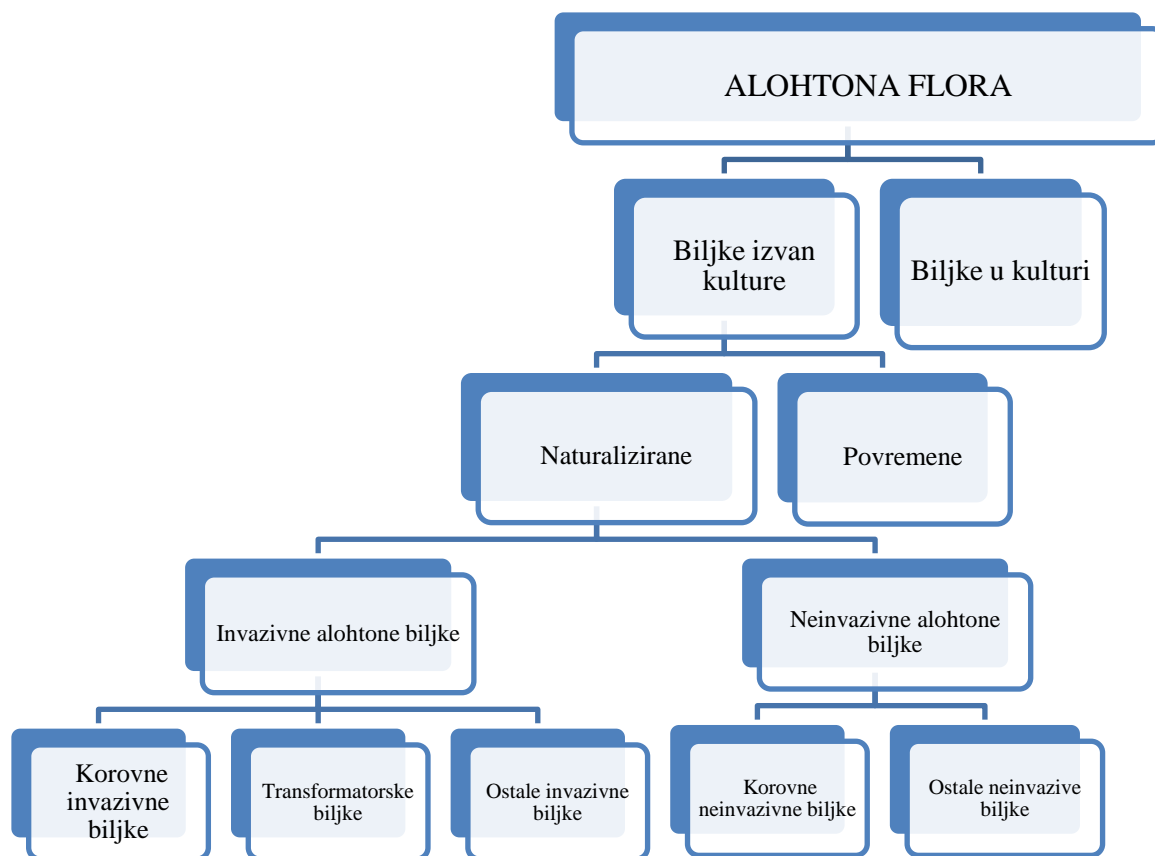 ALOHTONA FLORA
Biljke izvan
kulture
Biljke u kulturi
Naturalizirane
Povremene
Invazivne alohtone biljke
Neinvazivne alohtone
biljke
Korovne
invazivne
biljke
Transformatorske
biljke
Ostale invazivne
biljke
Korovne
neinvazivne biljke
Ostale neinvazive
biljke